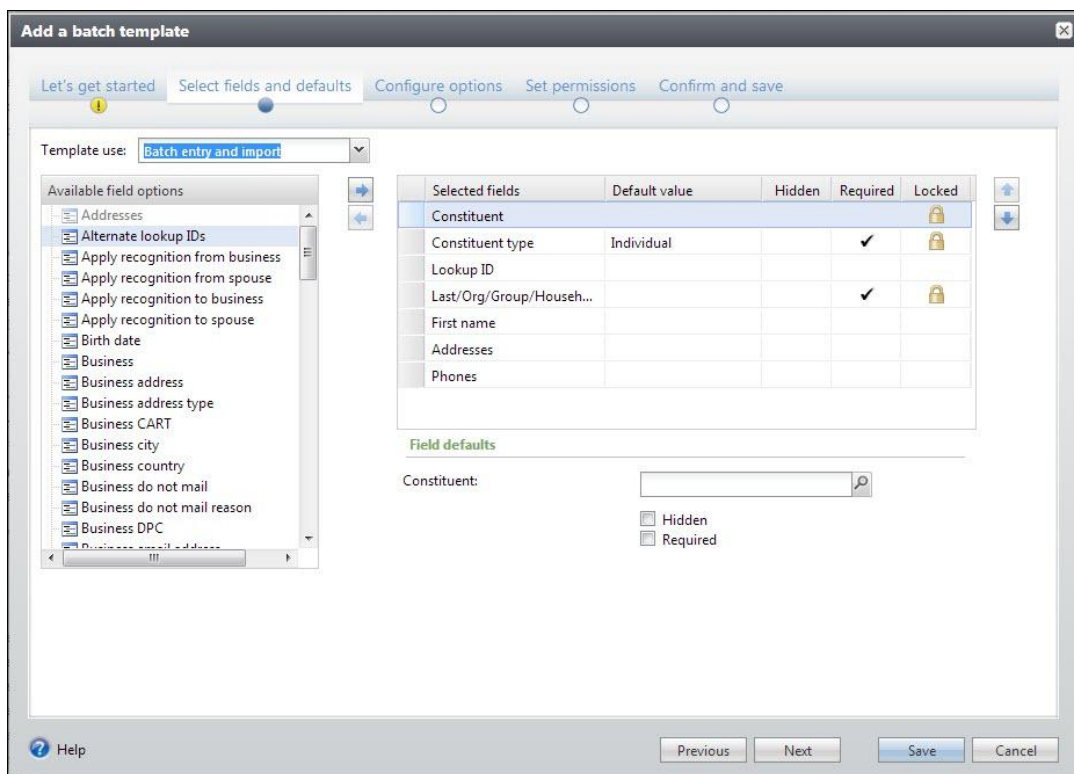 Add a batch template
Let's get started Select fields and defaults Configure options Set permissions Confirm and save
Template use: Batch entry and import
Available field options
Addresses
Alternate lookup IDs
Apply recognition from business
Apply recognition from spouse
Apply recognition to business
Apply recognition to spouse
Birth date
Business
Business address
Business address type
Business CART
Business city
Business country
Business do not mail
Business do not mail reason
Business DPC
Business email address
Selected fields Default value Hidden Required Locked
Constituent
Constituent type Individual
Lookup ID
Last/Org/Group/Househ...
First name
Addresses
Phones
Field defaults
Constituent:
Hidden
Required
Help Previous Next Save Cancel